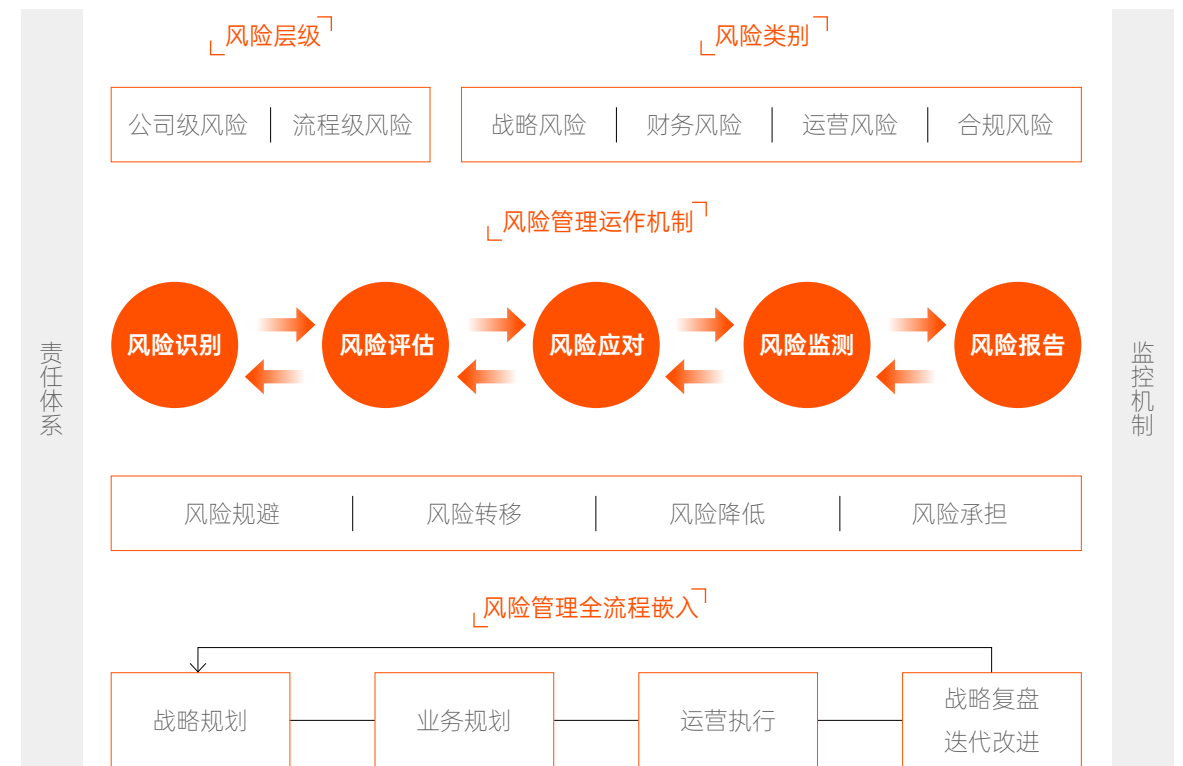 风险层级
风险类别
公司级风险 流程级风险
战略风险 财务风险 运营风险 合规风险
风险管理运作机制
风险识别 风险评估 风险应对 风险监测 风险报告
责任体系
监控机制
风险规避 风险转移 风险降低 风险承担
风险管理全流程嵌入
战略规划 业务规划 运营执行
战略复盘
迭代改进